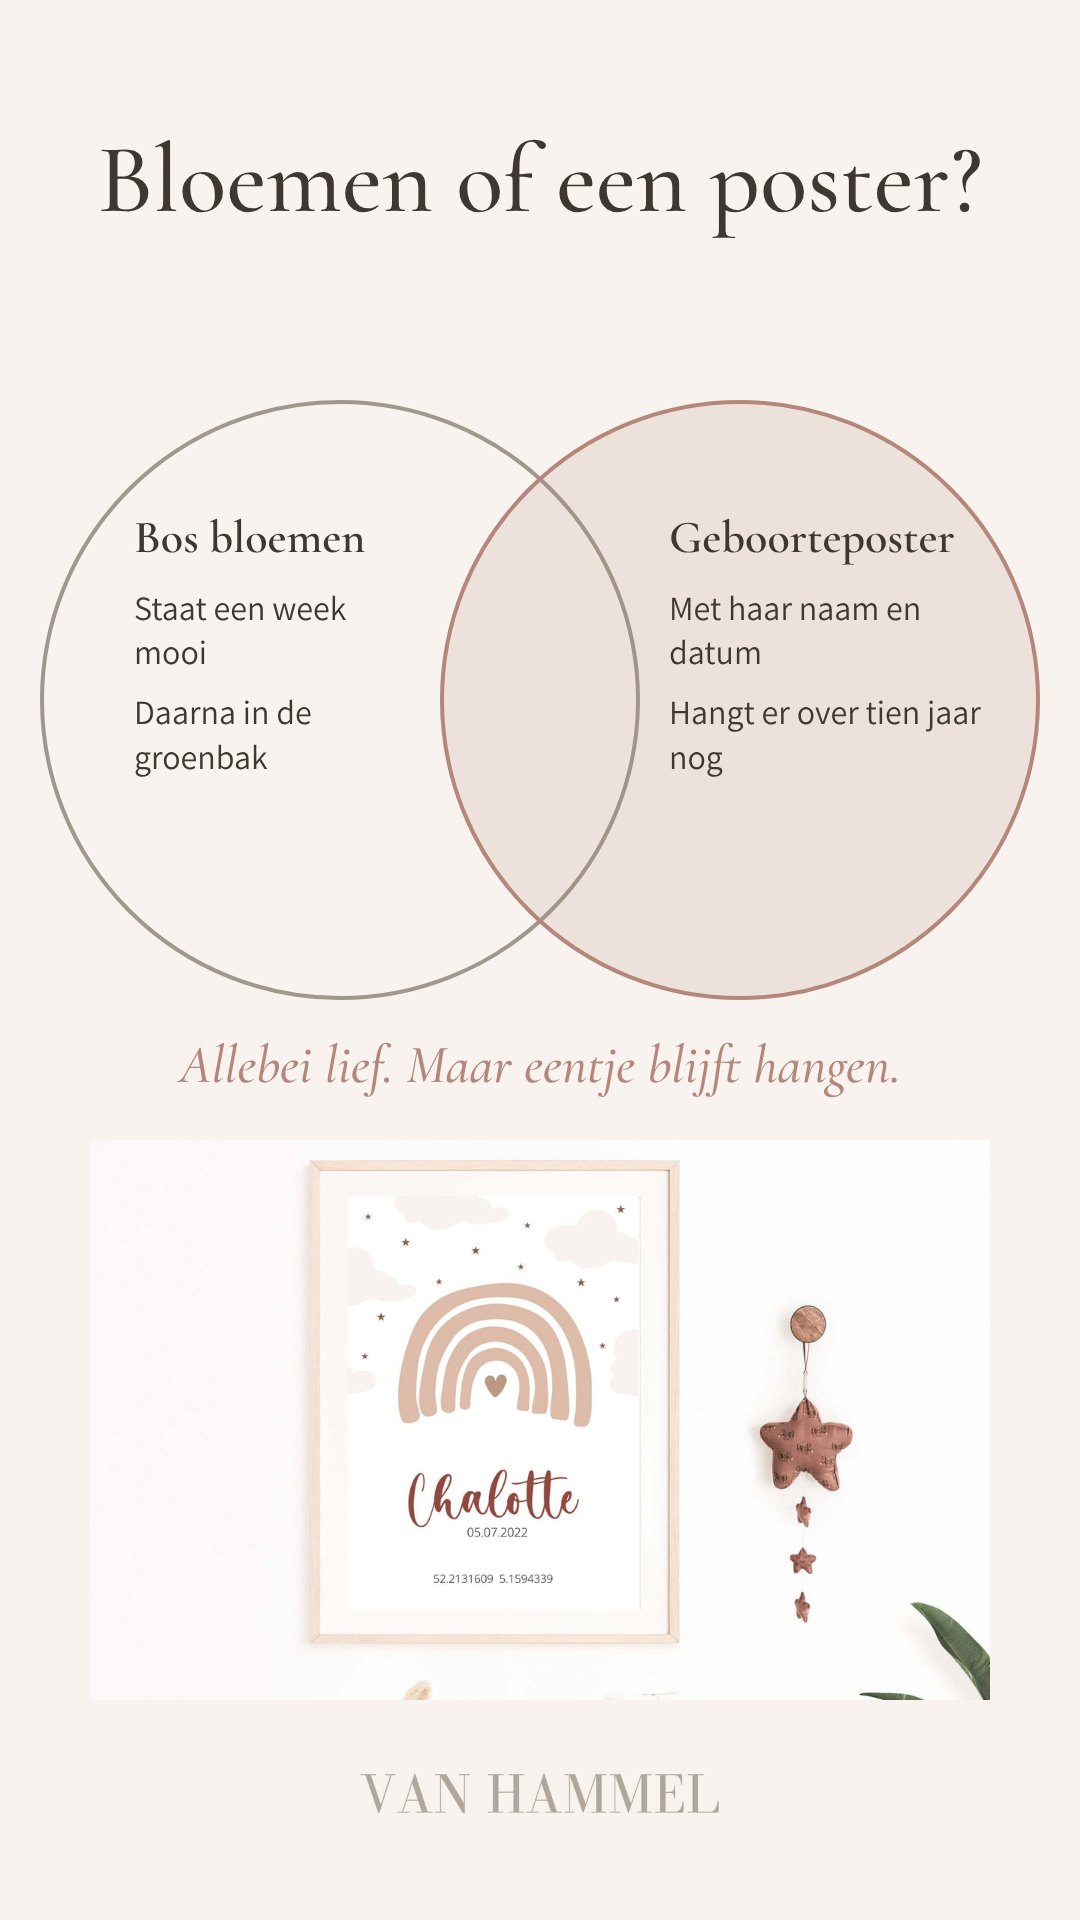 Bloemen of een poster?
Bos bloemen
Staat een week
mooi
Daarna in de
groenbak
Geboorteposter
Met haar naam en
datum
Hangt er over tien jaar
nog
Allebei lief. Maar eentje blijft hangen.
Chalotte
05.07.2022
52.2131609 5.1594339
VAN HAMMEL